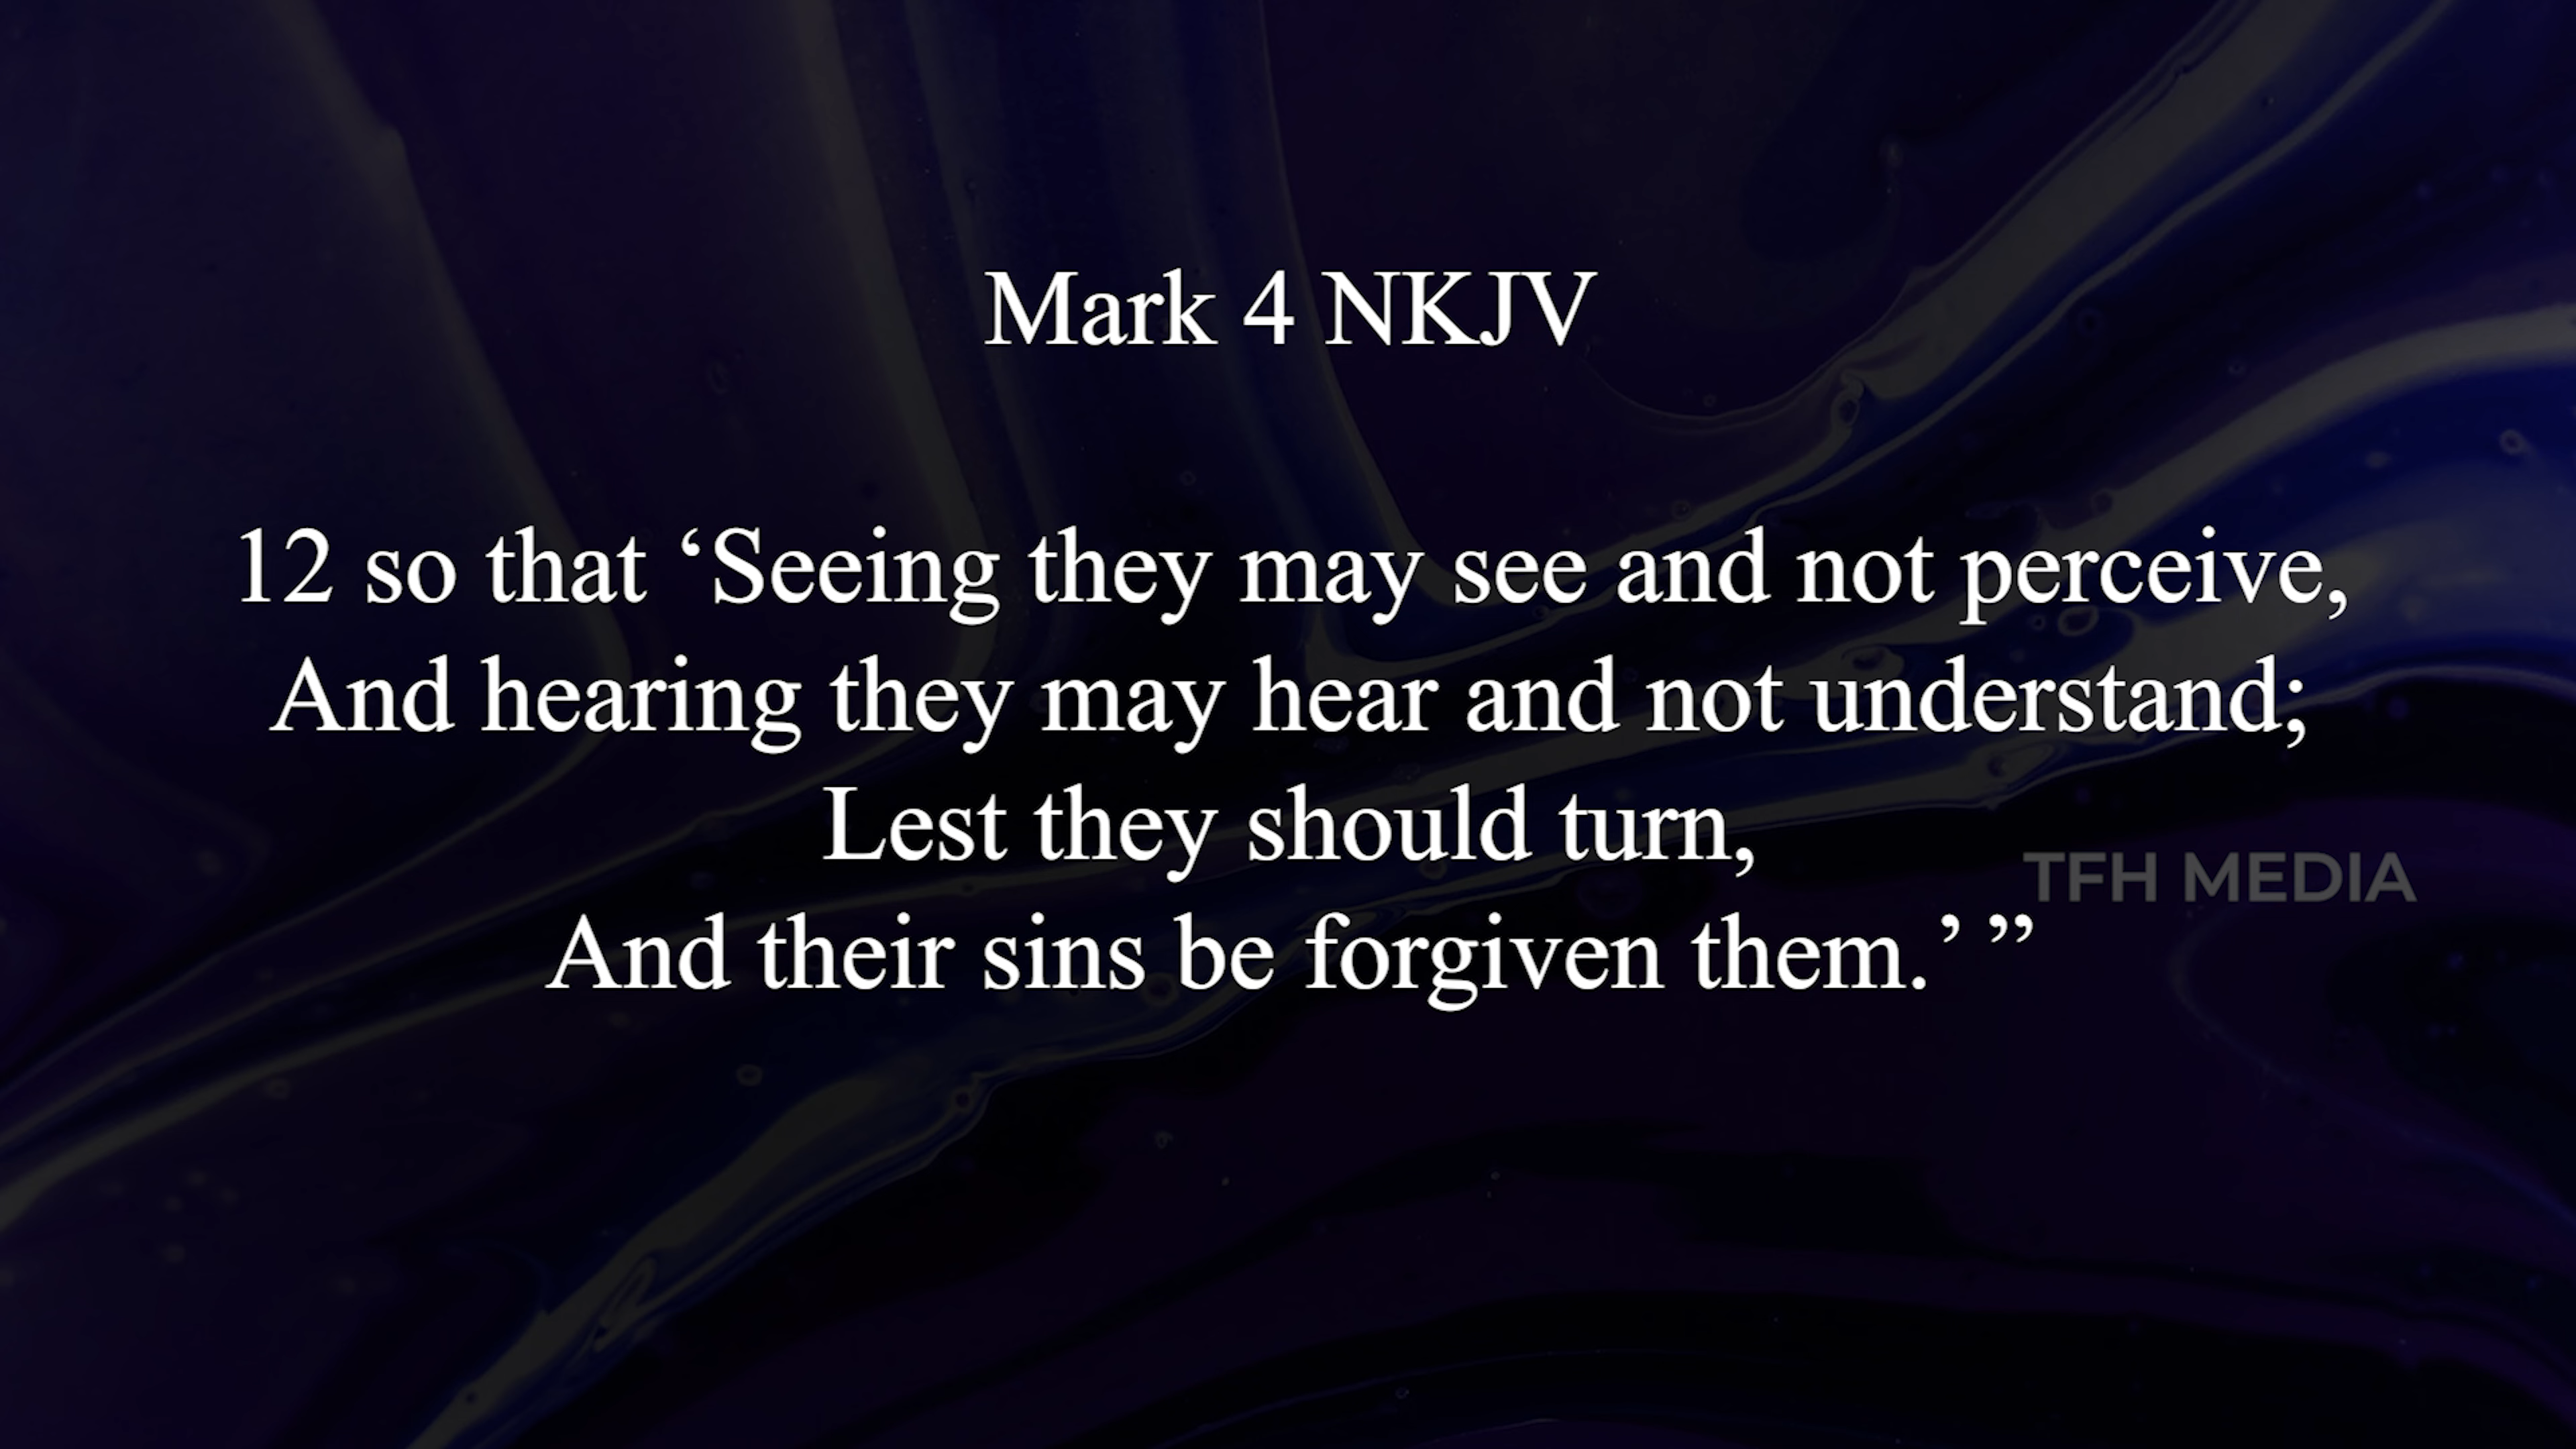 Mark 4 NKJV
12 so that ‘Seeing they may see and not perceive,
And hearing they may hear and not understand;
Lest they should turn,
And their sins be forgiven them.’ ”
TFH MEDIA